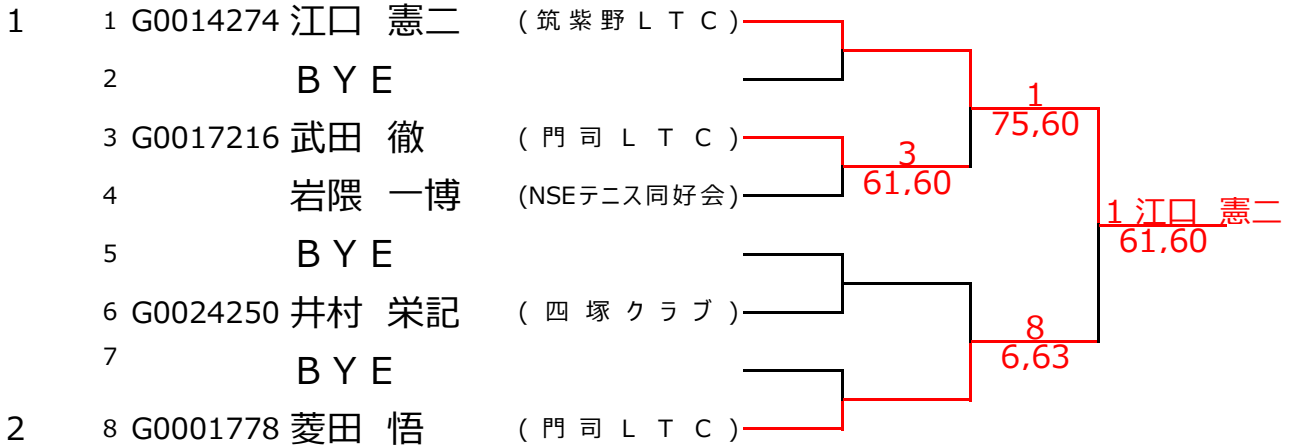 1 1 G0014274 江口 憲二 (筑紫野LTC)
2 BYE
1
75,60
3 G0017216 武田 徹 (門司LTC)
3
61,60
4 岩隈 一博 (NSEテニス同好会)
1 江口 憲二
61,60
5 BYE
6 G0024250 井村 栄記 (四塚クラブ)
8
6,63
7 BYE
2 8 G0001778 菱田 悟 (門司LTC)